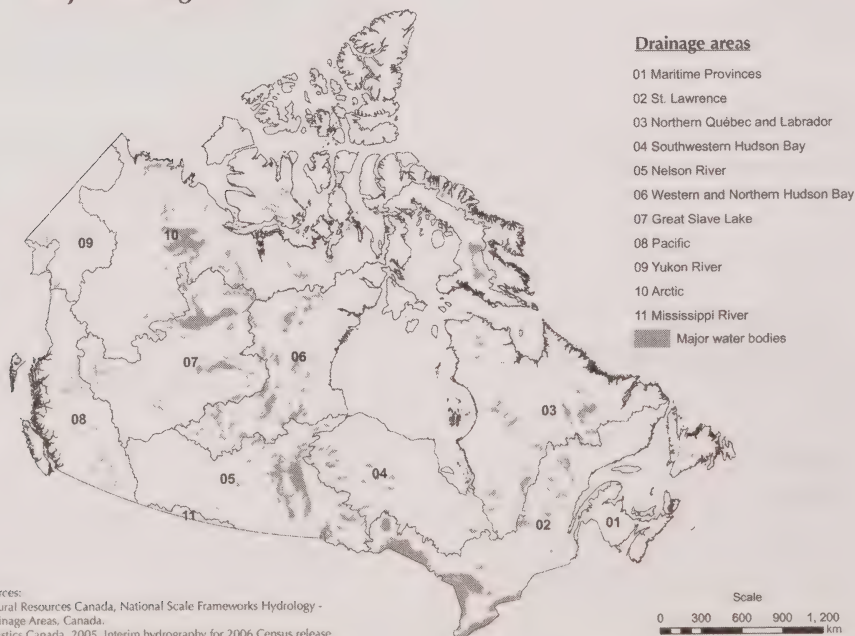 Drainage areas
01 Maritime Provinces
02 St. Lawrence
03 Northern Québec and Labrador
04 Southwestern Hudson Bay
05 Nelson River
06 Western and Northern Hudson Bay
07 Great Slave Lake
08 Pacific
09 Yukon River
10 Arctic
11 Mississippi River
Major water bodies
09
10
07
06
08
03
05
04
11
02
01
Natural Resources Canada, National Scale Frameworks Hydrology -
Canada.
2005, Interim hydrography for 2006 Census release
Scale
0 300 600 900 1, 200
km